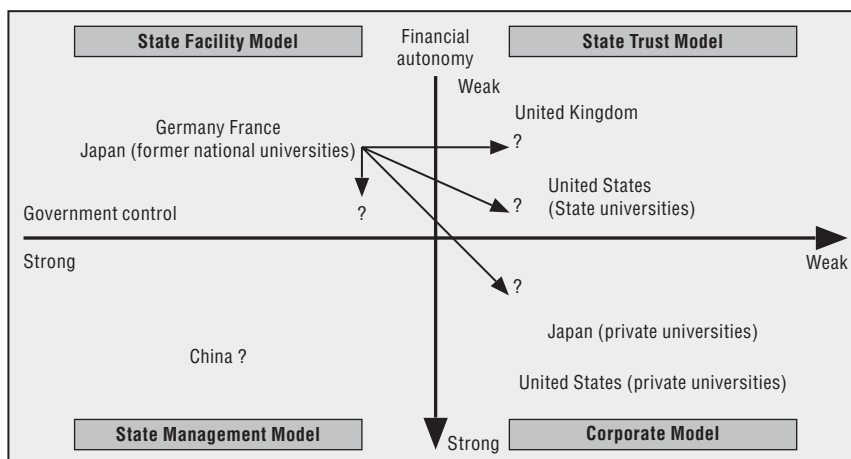 State Facility Model
Financial
autonomy
State Trust Model
Weak
United Kingdom
Germany France
Japan (former national universities)
?
United States
(State universities)
?
Government control
?
Strong
Weak
?
Japan (private universities)
China ?
United States (private universities)
State Management Model
Strong
Corporate Model